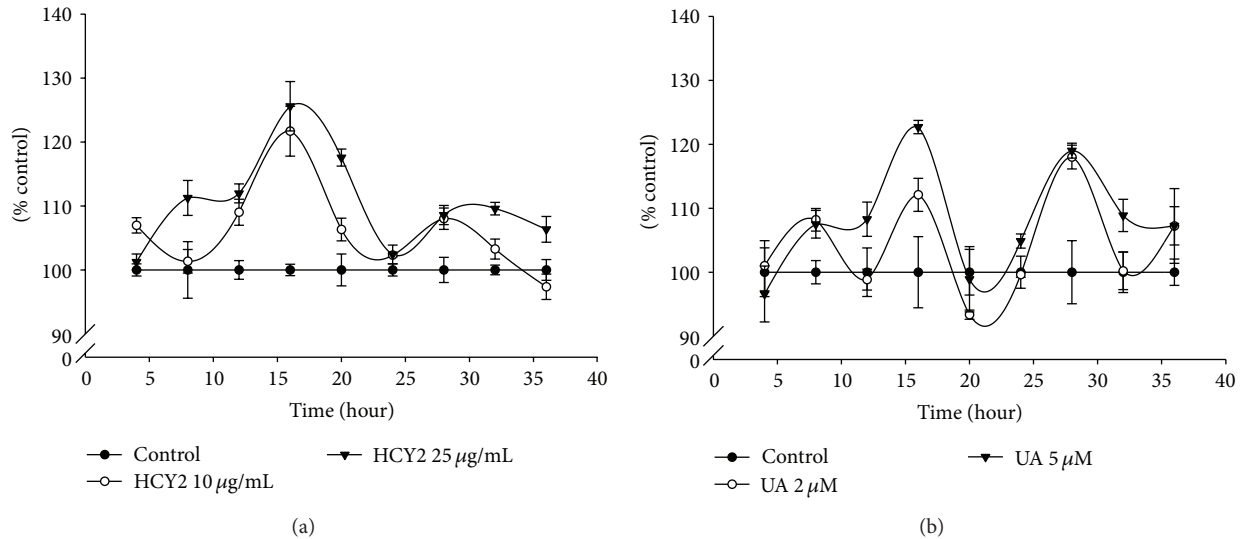 140
130
120
110
100
90
0
(% control)
0 5 10 15 20 25 30 35 40
Time (hour)
Control
HCY2 10 µg/mL
HCY2 25 µg/mL
(a)
140
130
120
110
100
90
0
(% control)
0 5 10 15 20 25 30 35 40
Time (hour)
Control
UA 2 µM
UA 5 µM
(b)